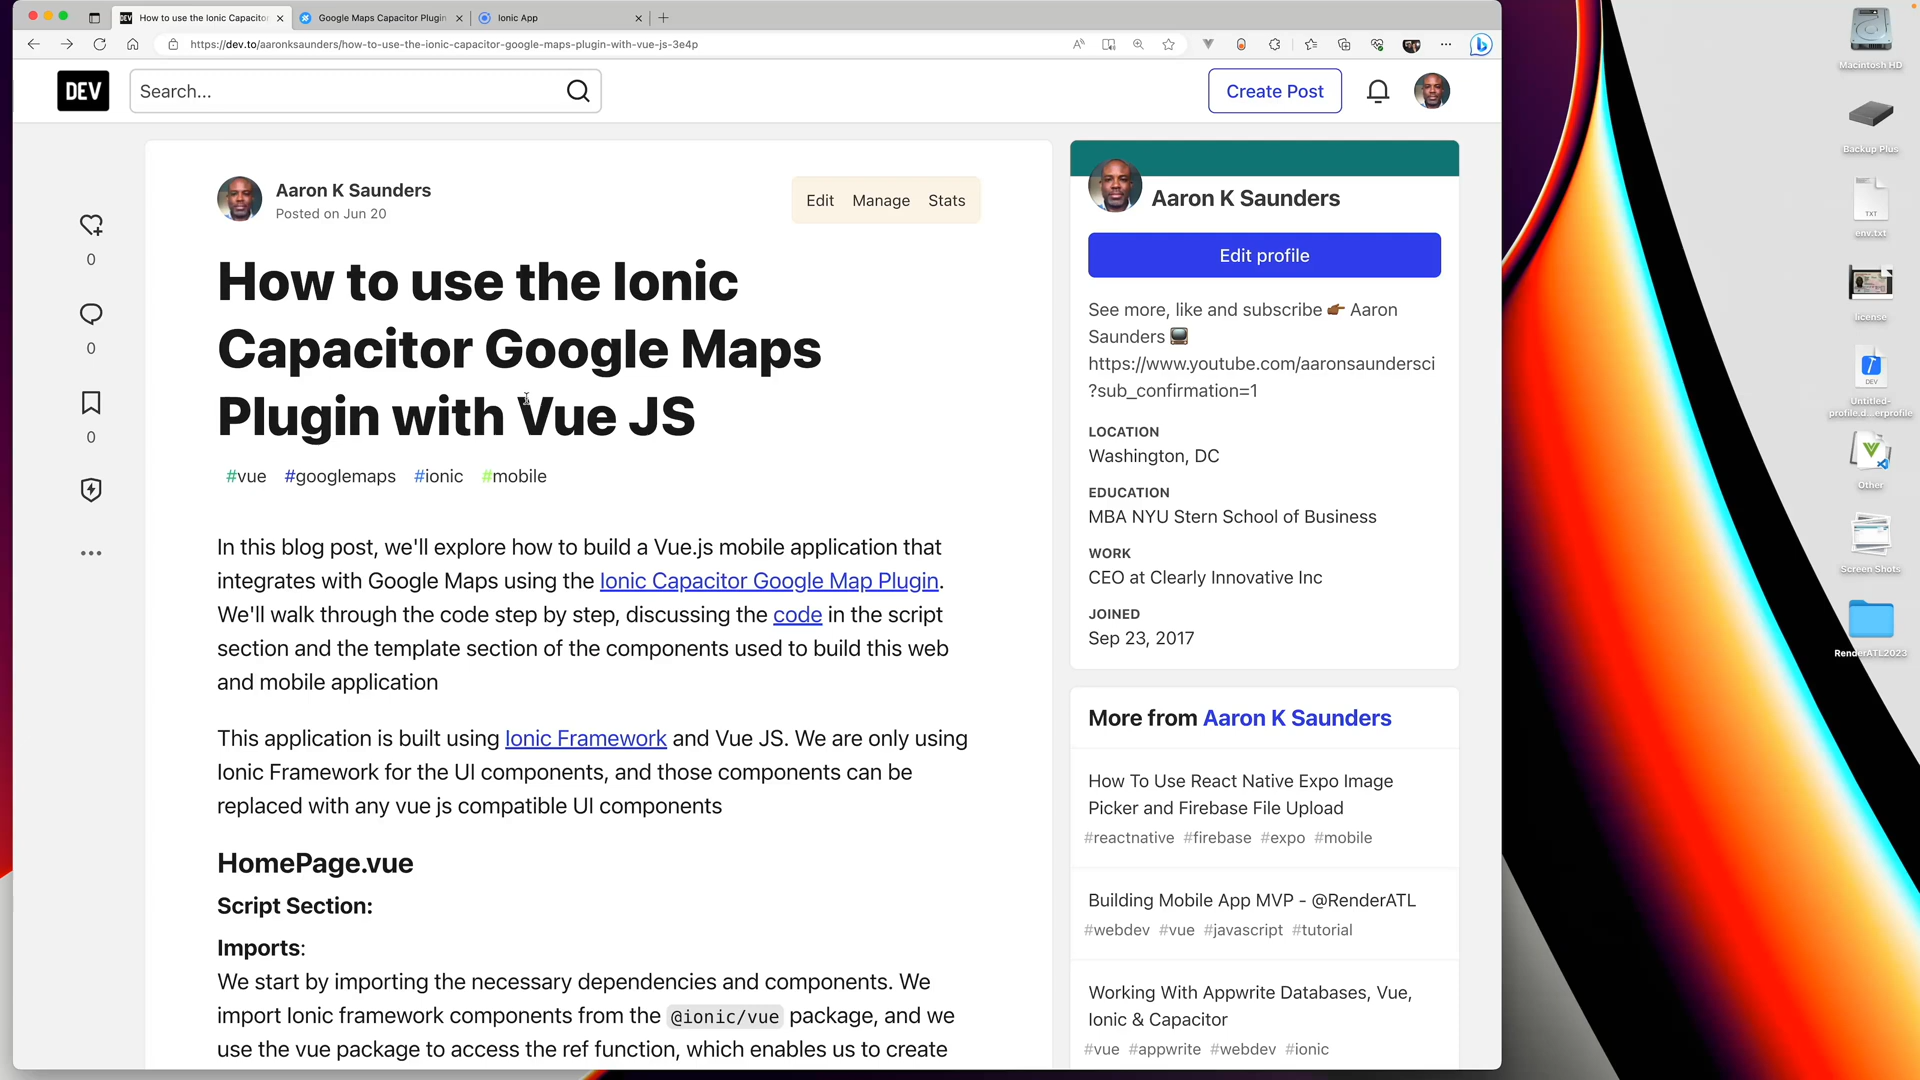 How to use the Ionic Capacitor
Google Maps Capacitor Plugin
Ionic App
https://dev.to/aaronksaunders/how-to-use-the-ionic-capacitor-google-maps-plugin-with-vue-js-3e4p
DEV
Search...
Create Post
Aaron K Saunders
Posted on Jun 20
Edit Manage Stats
0
0
0
How to use the Ionic
Capacitor Google Maps
Plugin with Vue JS
#vue #googlemaps #ionic #mobile
In this blog post, we'll explore how to build a Vue.js mobile application that
integrates with Google Maps using the Ionic Capacitor Google Map Plugin.
We'll walk through the code step by step, discussing the code in the script
section and the template section of the components used to build this web
and mobile application
This application is built using Ionic Framework and Vue JS. We are only using
Ionic Framework for the UI components, and those components can be
replaced with any vue js compatible UI components
HomePage.vue
Script Section:
Imports:
We start by importing the necessary dependencies and components. We
import Ionic framework components from the @ionic/vue package, and we
use the vue package to access the ref function, which enables us to create
Aaron K Saunders
Edit profile
See more, like and subscribe 👉🏾 Aaron
Saunders 📺
https://www.youtube.com/aaronsaundersci
?sub_confirmation=1
LOCATION
Washington, DC
EDUCATION
MBA NYU Stern School of Business
WORK
CEO at Clearly Innovative Inc
JOINED
Sep 23, 2017
More from Aaron K Saunders
How To Use React Native Expo Image
Picker and Firebase File Upload
#reactnative #firebase #expo #mobile
Building Mobile App MVP - @RenderATL
#webdev #vue #javascript #tutorial
Working With Appwrite Databases, Vue,
Ionic & Capacitor
#vue #appwrite #webdev #ionic
Macintosh HD
Backup Plus
TXT
env.txt
license
DEV
Untitled-
profile.d...erprofile
Other
Screen Shots
RenderATL2023